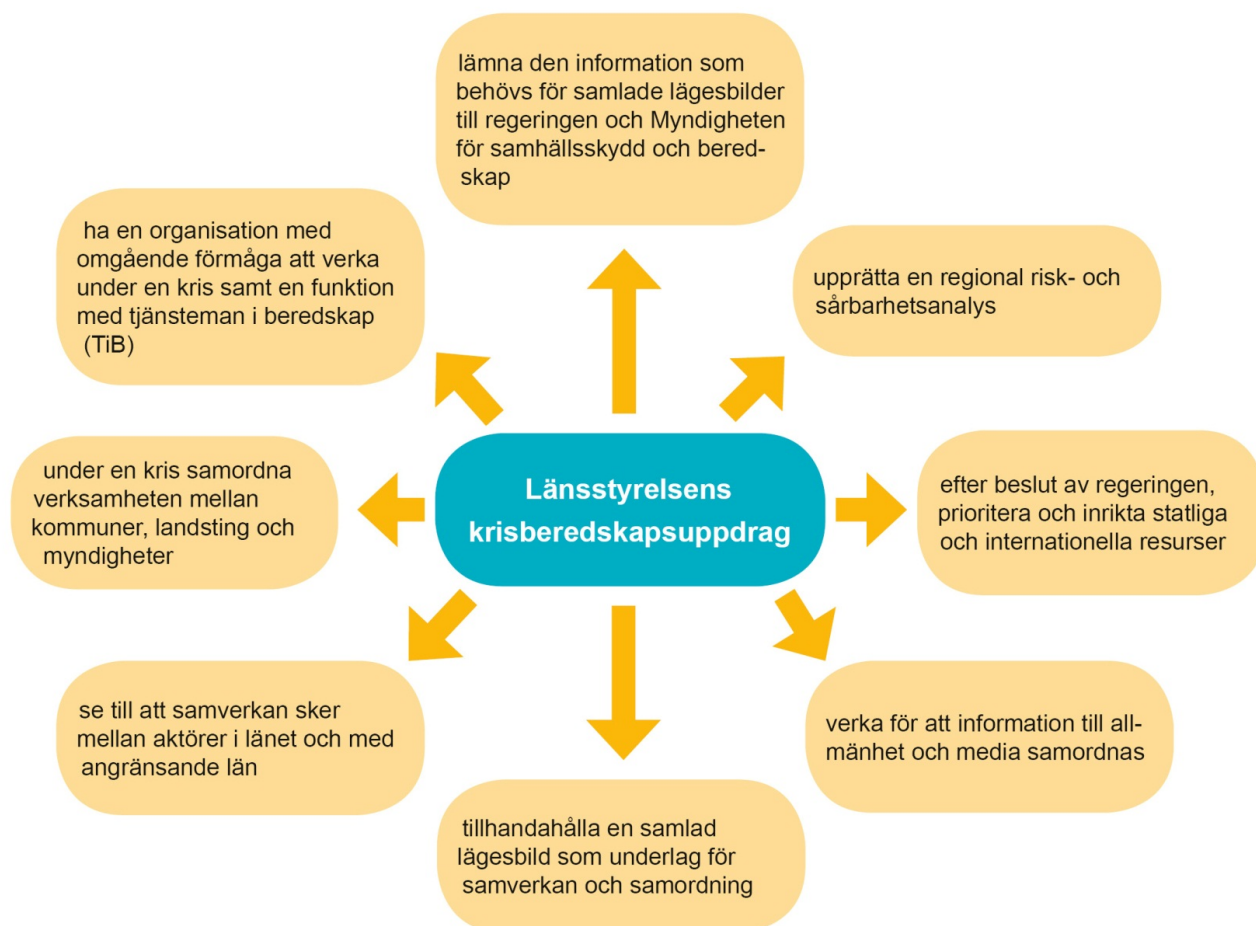 lämna den information som
behövs för samlade lägesbilder
till regeringen och Myndigheten
för samhällsskydd och bered-
skap
ha en organisation med
omgående förmåga att verka
under en kris samt en funktion
med tjänsteman i beredskap
(TiB)
upprätta en regional risk- och
sårbarhetsanalys
under en kris samordna
verksamheten mellan
kommuner, landsting och
myndigheter
Länsstyrelsens
krisberedskapsuppdrag
efter beslut av regeringen,
prioritera och inrikta statliga
och internationella resurser
se till att samverkan sker
mellan aktörer i länet och med
angränsande län
verka för att information till all-
mänhet och media samordnas
tillhandahålla en samlad
lägesbild som underlag för
samverkan och samordning